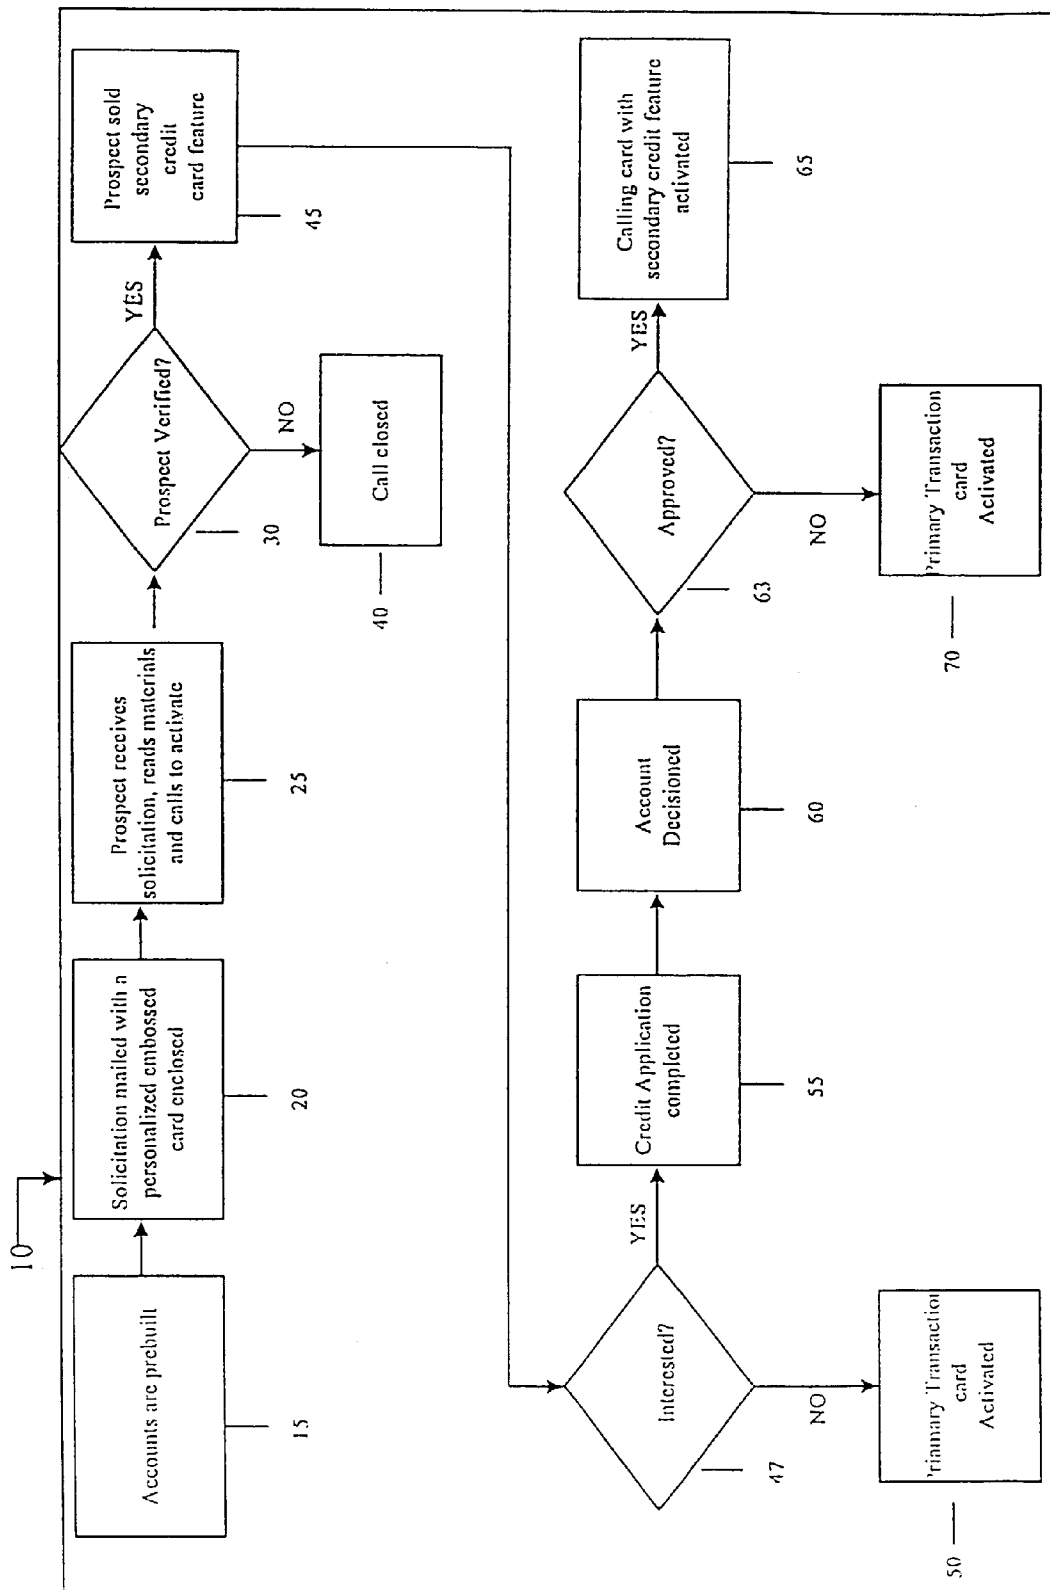 10
Accounts are prebuilt
15
Solicitation mailed with a
personalized embossed
card enclosed
20
Prospect receives
solicitation, reads materials
and calls to activate
25
Prospect Verified?
30
YES
NO
Call closed
40
Prospect sold
secondary
credit
card feature
45
Interested?
47
YES
NO
Primary Transaction
card
Activated
50
Credit Application
completed
55
Account
Decisioned
60
Approved?
63
YES
NO
Primary Transaction
card
Activated
70
Calling card with
secondary credit feature
activated
65